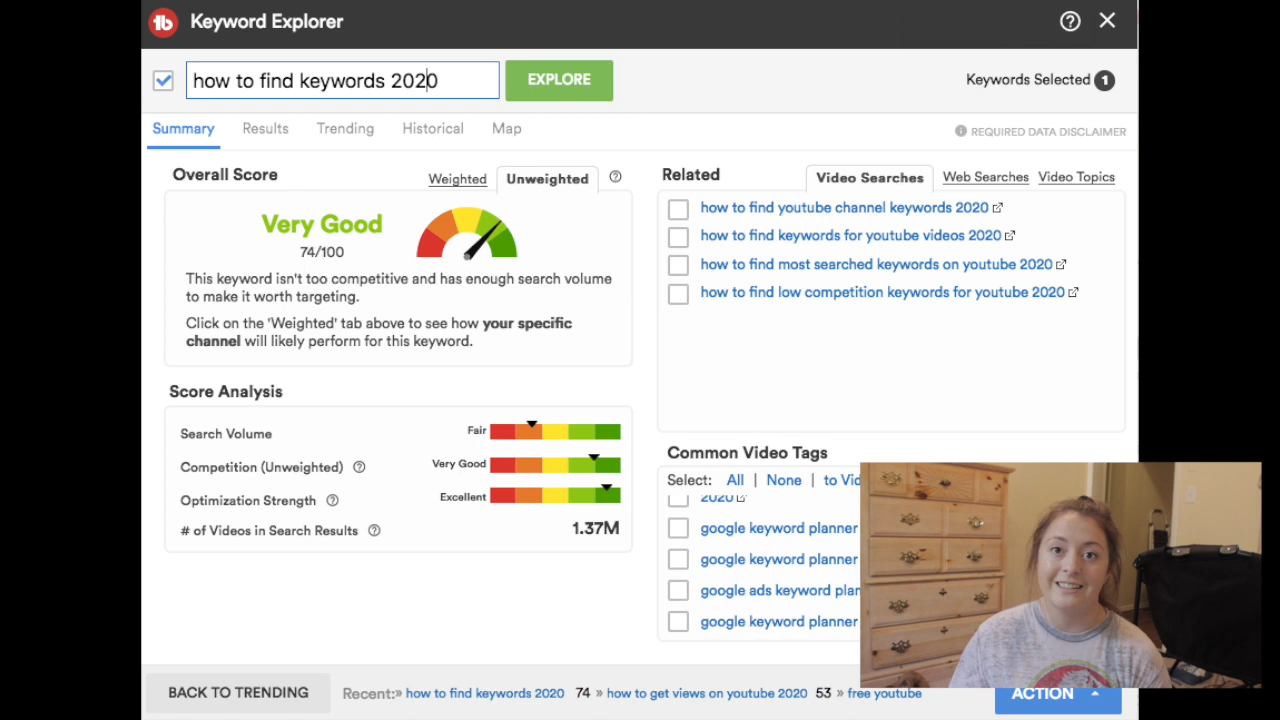 tb Keyword Explorer
how to find keywords 2020 EXPLORE Keywords Selected 1
Summary Results Trending Historical Map REQUIRED DATA DISCLAIMER
Overall Score Weighted Unweighted
Very Good
74/100
This keyword isn't too competitive and has enough search volume
to make it worth targeting.
Click on the 'Weighted' tab above to see how your specific
channel will likely perform for this keyword.
Score Analysis
Search Volume Fair
Competition (Unweighted) Very Good
Optimization Strength Excellent
# of Videos in Search Results 1.37M
Related Video Searches Web Searches Video Topics
how to find youtube channel keywords 2020
how to find keywords for youtube videos 2020
how to find most searched keywords on youtube 2020
how to find low competition keywords for youtube 2020
Common Video Tags
Select: All | None | to Vid
2020
google keyword planner
google keyword planner
google ads keyword plan
google keyword planner
BACK TO TRENDING Recent:» how to find keywords 2020 74 » how to get views on youtube 2020 53 » free youtube ACTION